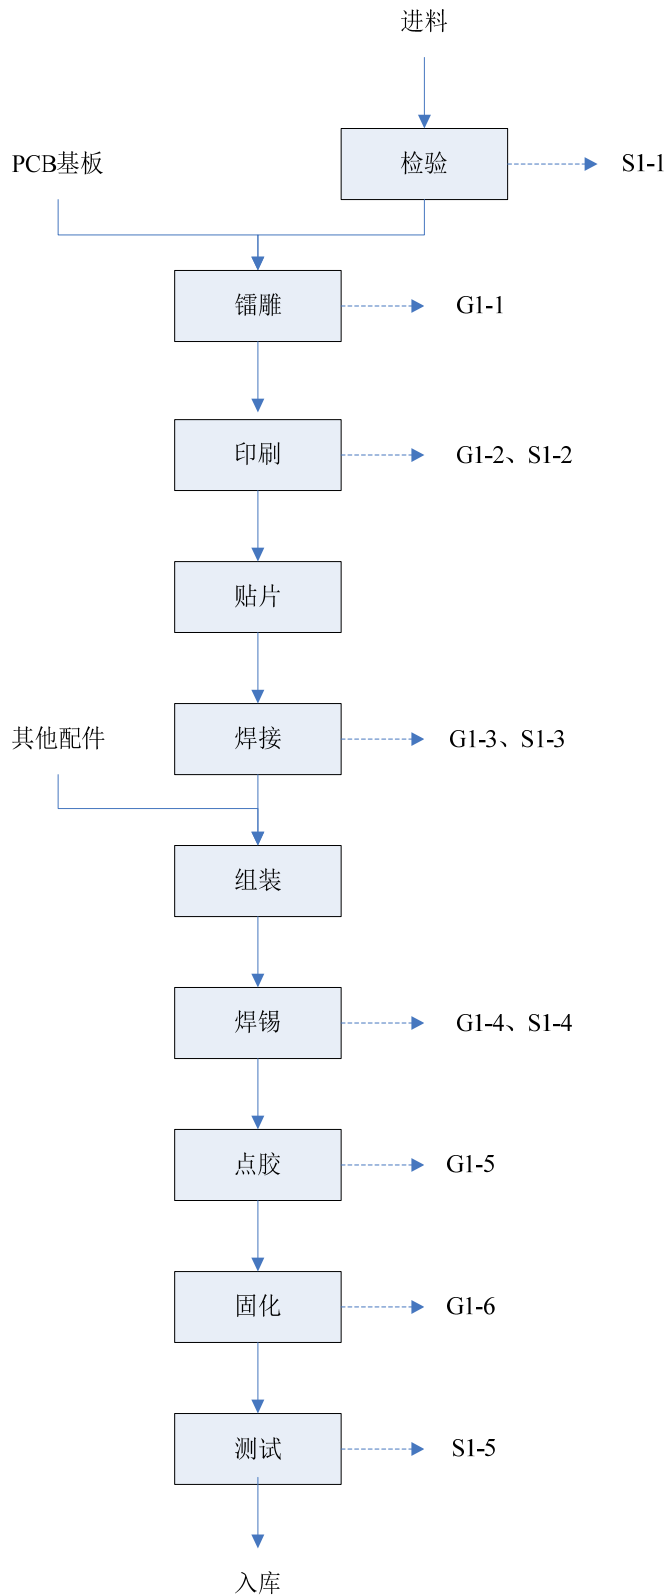 进料
PCB基板
检验
S1-1
镭雕
G1-1
印刷
G1-2、S1-2
贴片
其他配件
焊接
G1-3、S1-3
组装
焊锡
G1-4、S1-4
点胶
G1-5
固化
G1-6
测试
S1-5
入库